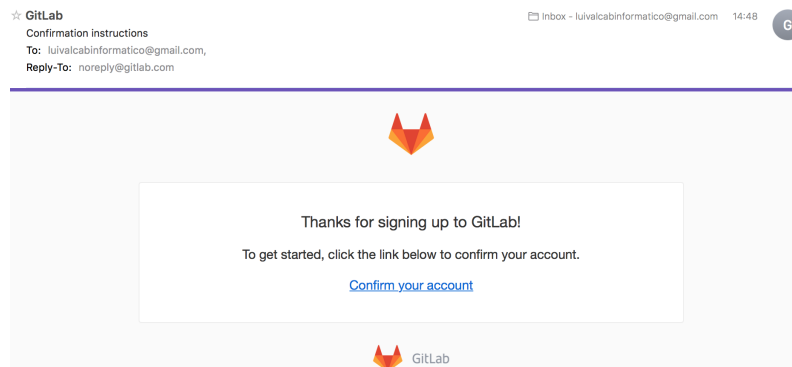 GitLab
Inbox - luivalcabinformatico@gmail.com 14:48
G
Confirmation instructions
To: luivalcabinformatico@gmail.com,
Reply-To: noreply@gitlab.com
Thanks for signing up to GitLab!
To get started, click the link below to confirm your account.
Confirm your account
GitLab